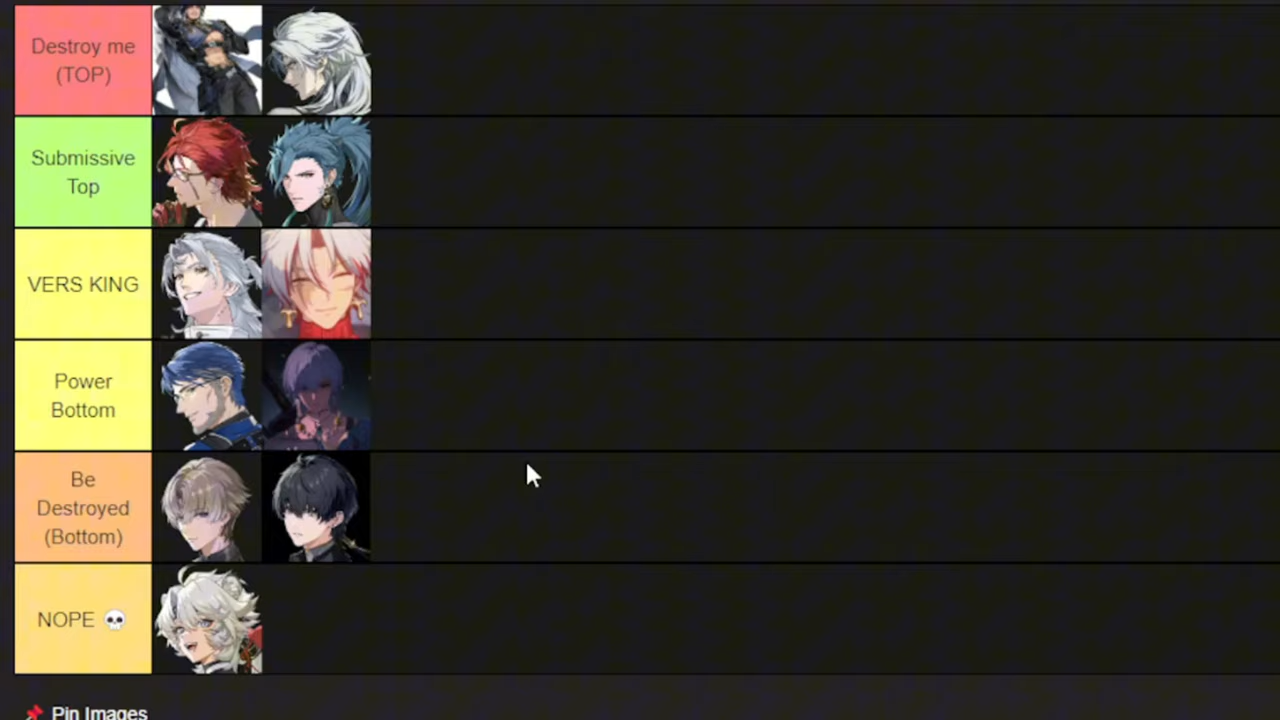 Destroy me
(TOP)
Submissive
Top
VERS KING
Power
Bottom
Be
Destroyed
(Bottom)
NOPE 💀
📌 Pin Images